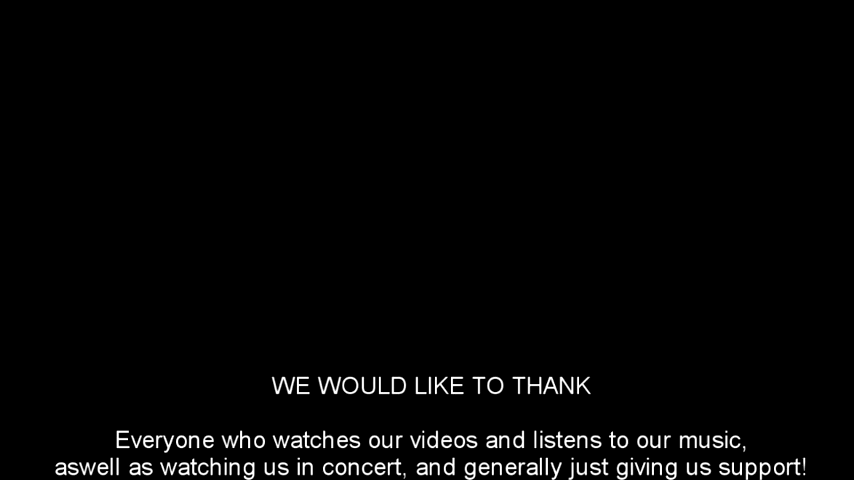 WE WOULD LIKE TO THANK
Everyone who watches our videos and listens to our music,
aswell as watching us in concert, and generally just giving us support!